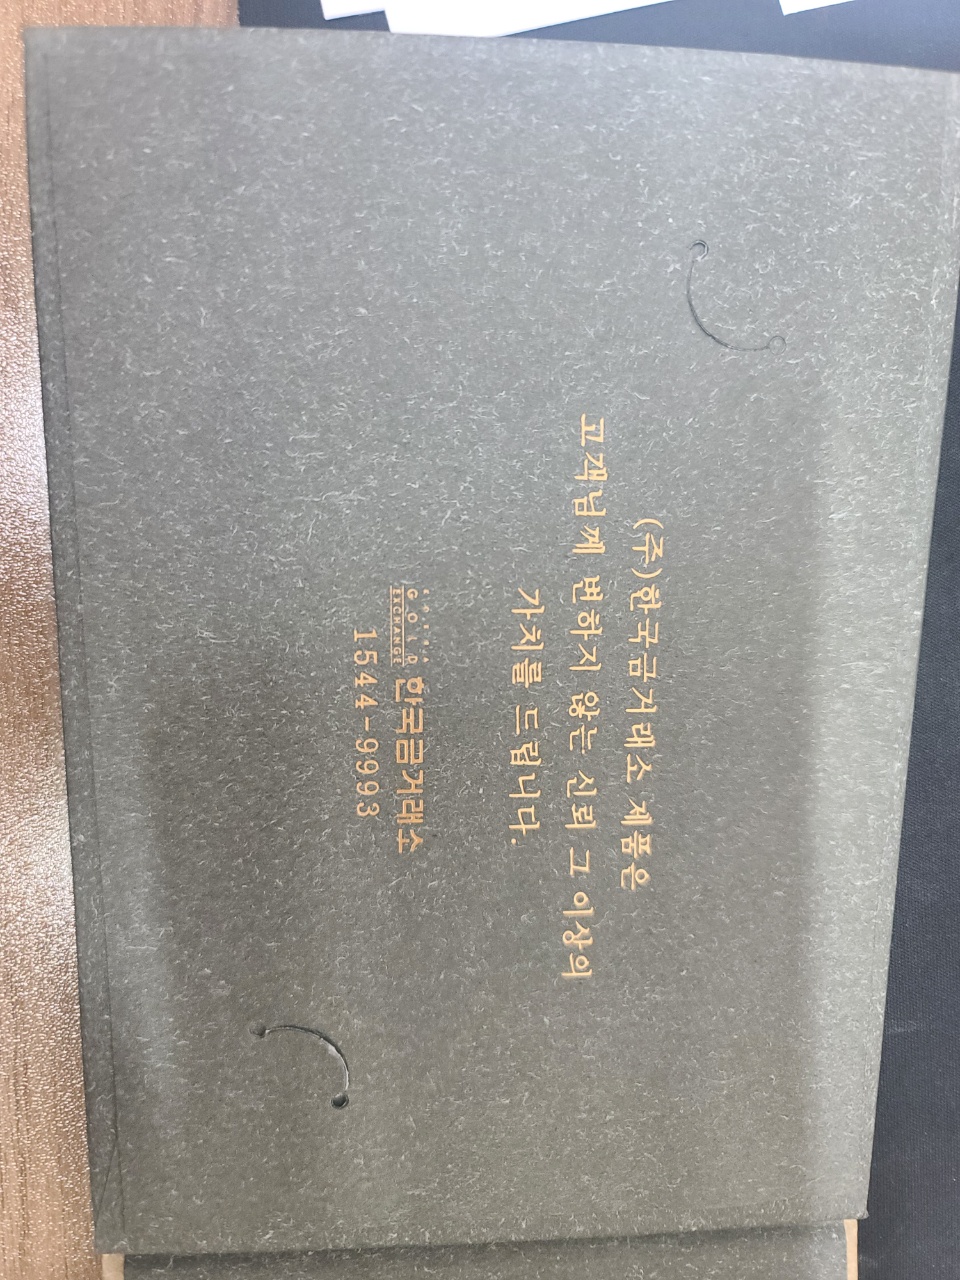 (주)한국금거래소 제품은
고객님께 변하지 않는 신뢰 그 이상의
가치를 드립니다.
KOREA
GOLD
EXCHANGE
한국금거래소
1544-9993